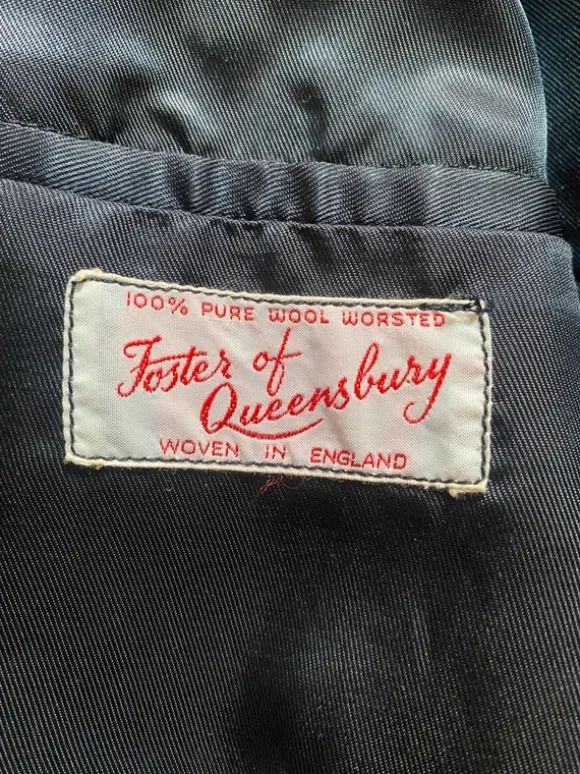 100% PURE WOOL WORSTED
Foster of
Queensbury
WOVEN IN ENGLAND